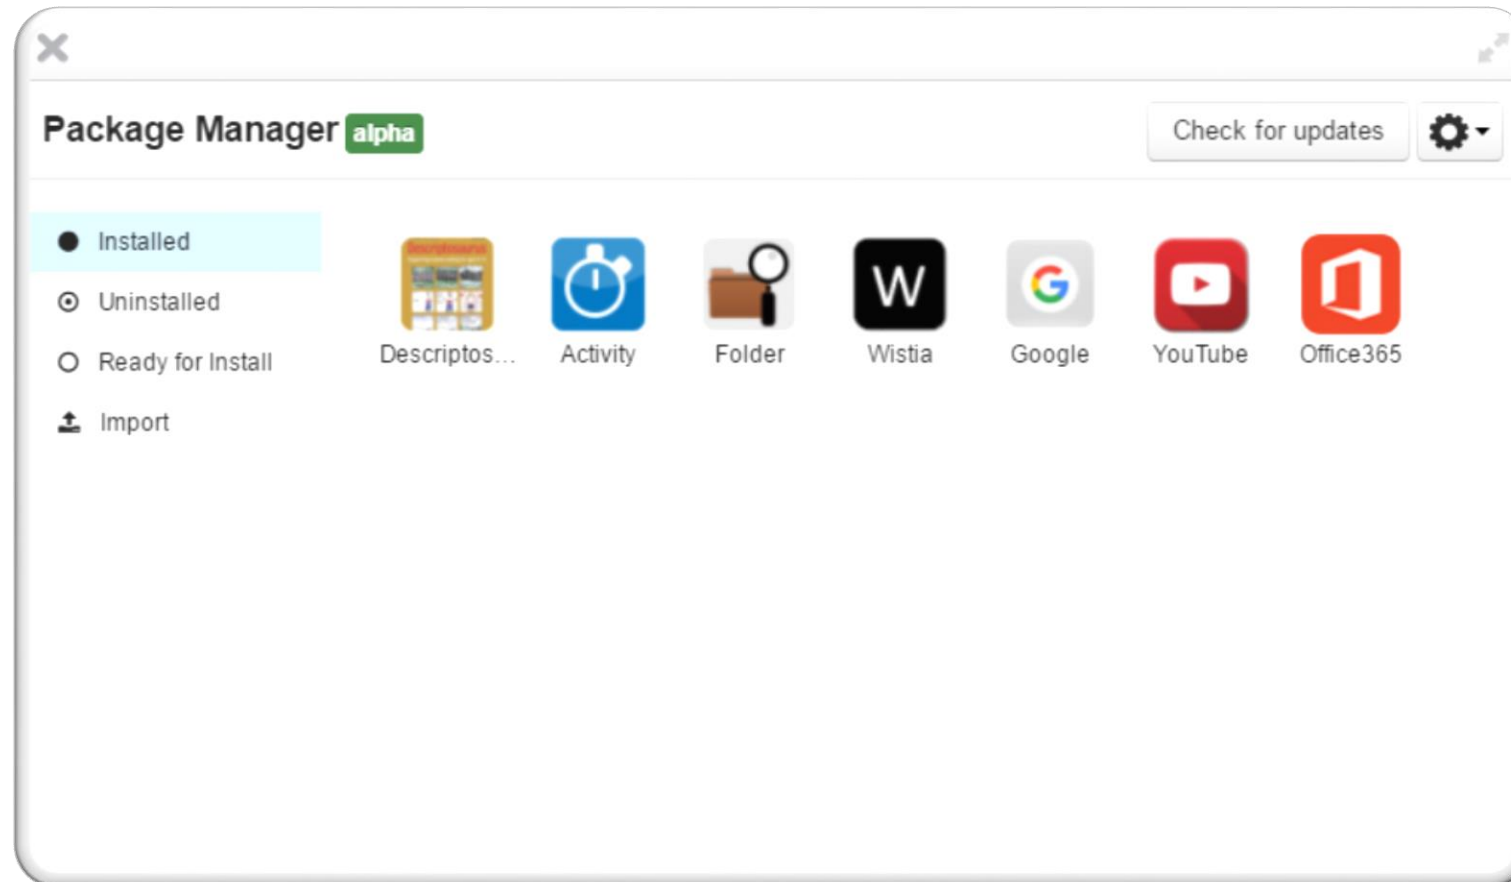 Package Manager alpha
Check for updates
Installed
Uninstalled
Ready for Install
Import
Descriptos...
Activity
Folder
W
Wistia
G
Google
YouTube
Office365